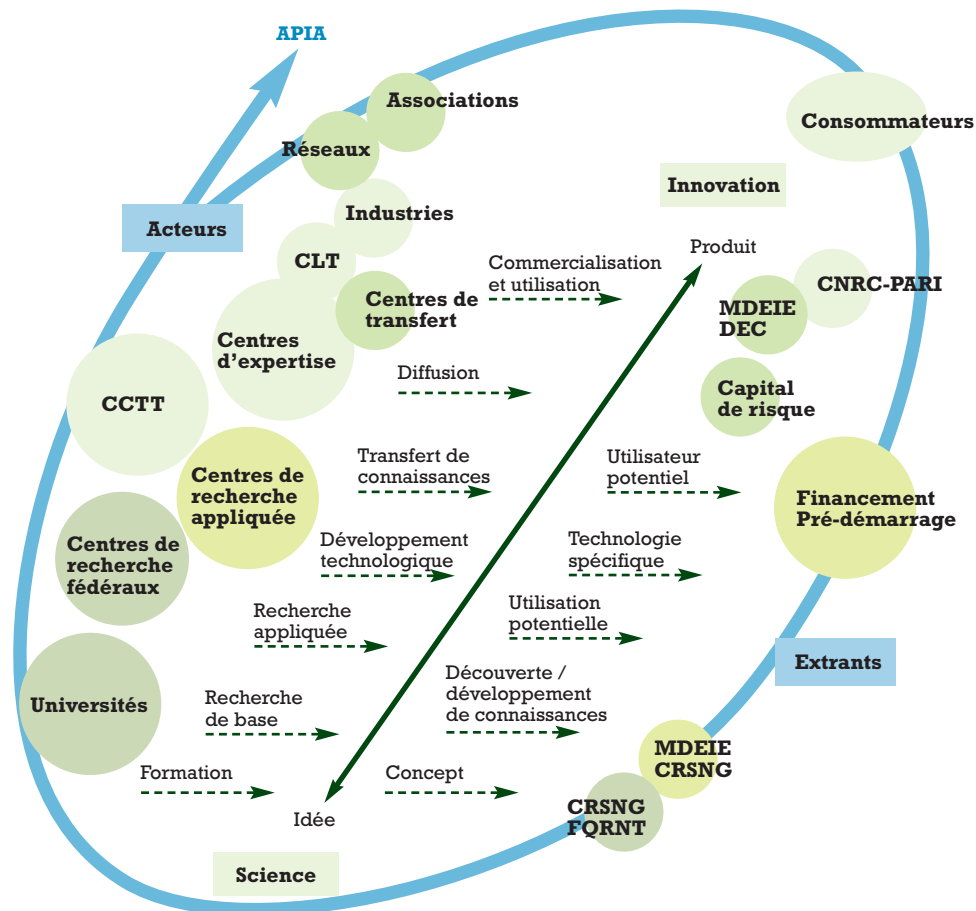 APIA
Associations
Réseaux
Consommateurs
Innovation
Industries
Acteurs
Produit
CLT
Commercialisation
et utilisation
CNRC-PARI
Centres de
transfert
MDEIE
DEC
Centres
d'expertise
Diffusion
CCTT
Capital
de risque
Centres de
recherche
appliquée
Transfert de
connaissances
Utilisateur
potentiel
Financement
Pré-démarrage
Centres de
recherche
fédéraux
Développement
technologique
Technologie
spécifique
Recherche
appliquée
Utilisation
potentielle
Extrants
Universités
Recherche
de base
Découverte /
développement
de connaissances
MDEIE
CRSNG
Formation
Concept
Idée
CRSNG
FQRNT
Science